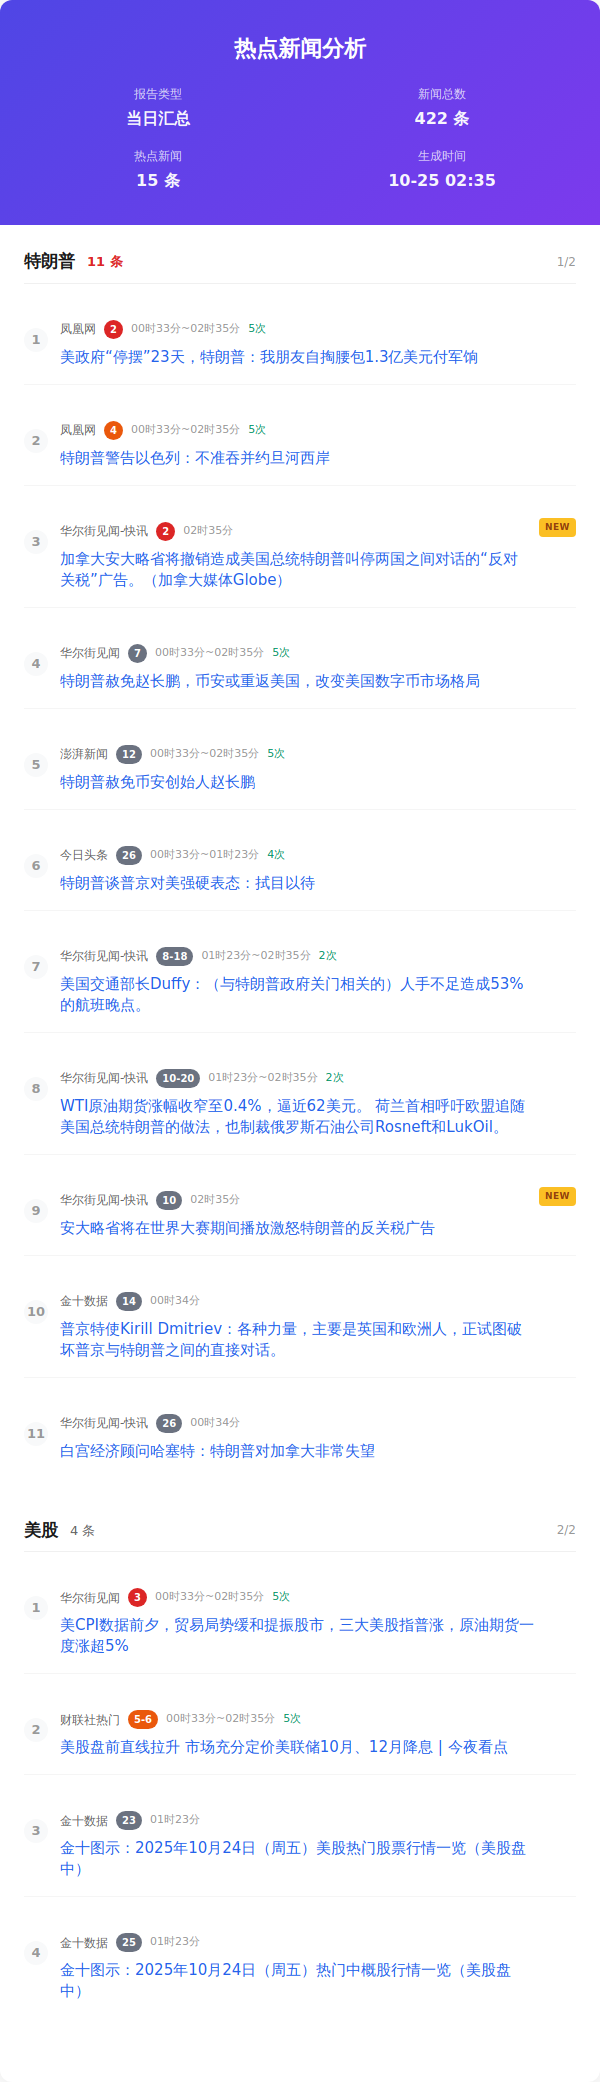 热点新闻分析
报告类型
当日汇总
新闻总数
422 条
热点新闻
15 条
生成时间
10-25 02:35
特朗普 11 条 1/2
1 凤凰网 2 00时33分~02时35分 5次
美政府“停摆”23天，特朗普：我朋友自掏腰包1.3亿美元付军饷
2 凤凰网 4 00时33分~02时35分 5次
特朗普警告以色列：不准吞并约旦河西岸
3 华尔街见闻-快讯 2 02时35分 NEW
加拿大安大略省将撤销造成美国总统特朗普叫停两国之间对话的“反对
关税”广告。（加拿大媒体Globe）
4 华尔街见闻 7 00时33分~02时35分 5次
特朗普赦免赵长鹏，币安或重返美国，改变美国数字币市场格局
5 澎湃新闻 12 00时33分~02时35分 5次
特朗普赦免币安创始人赵长鹏
6 今日头条 26 00时33分~01时23分 4次
特朗普谈普京对美强硬表态：拭目以待
7 华尔街见闻-快讯 8-18 01时23分~02时35分 2次
美国交通部长Duffy：（与特朗普政府关门相关的）人手不足造成53%
的航班晚点。
8 华尔街见闻-快讯 10-20 01时23分~02时35分 2次
WTI原油期货涨幅收窄至0.4%，逼近62美元。 荷兰首相呼吁欧盟追随
美国总统特朗普的做法，也制裁俄罗斯石油公司Rosneft和LukOil。
9 华尔街见闻-快讯 10 02时35分 NEW
安大略省将在世界大赛期间播放激怒特朗普的反关税广告
10 金十数据 14 00时34分
普京特使Kirill Dmitriev：各种力量，主要是英国和欧洲人，正试图破
坏普京与特朗普之间的直接对话。
11 华尔街见闻-快讯 26 00时34分
白宫经济顾问哈塞特：特朗普对加拿大非常失望
美股 4 条 2/2
1 华尔街见闻 3 00时33分~02时35分 5次
美CPI数据前夕，贸易局势缓和提振股市，三大美股指普涨，原油期货一
度涨超5%
2 财联社热门 5-6 00时33分~02时35分 5次
美股盘前直线拉升 市场充分定价美联储10月、12月降息 | 今夜看点
3 金十数据 23 01时23分
金十图示：2025年10月24日（周五）美股热门股票行情一览（美股盘
中）
4 金十数据 25 01时23分
金十图示：2025年10月24日（周五）热门中概股行情一览（美股盘
中）